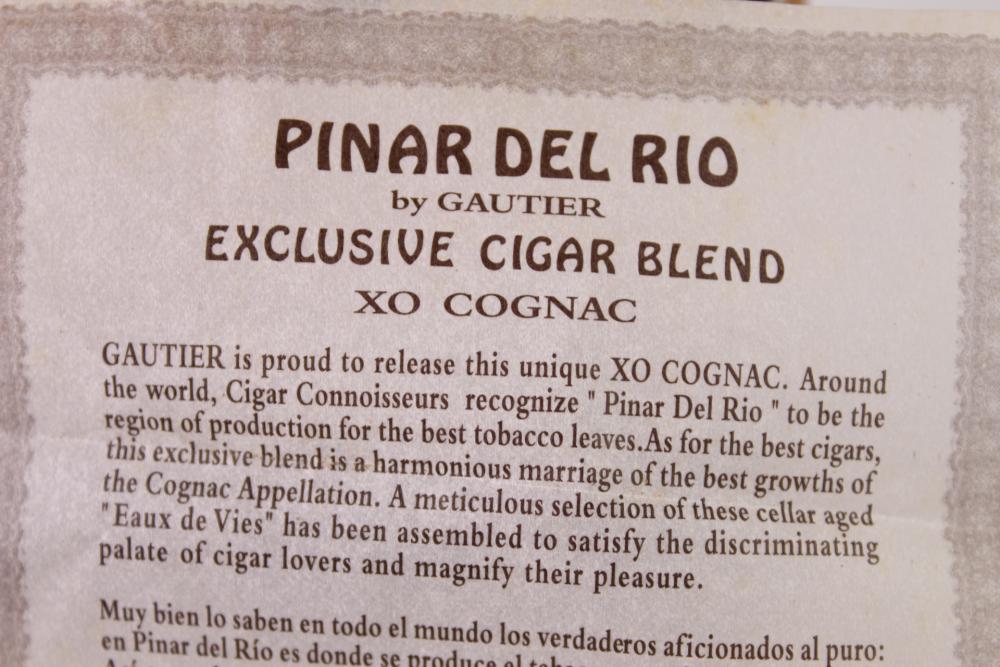 PINAR DEL RIO
by GAUTIER
EXCLUSIVE CIGAR BLEND
XO COGNAC
GAUTIER is proud to release this unique XO COGNAC. Around
the world, Cigar Connoisseurs recognize " Pinar Del Rio " to be the
region of production for the best tobacco leaves.As for the best cigars,
this exclusive blend is a harmonious marriage of the best growths of
the Cognac Appellation. A meticulous selection of these cellar aged
"Eaux de Vies" has been assembled to satisfy the discriminating
palate of cigar lovers and magnify their pleasure.
Muy bien lo saben en todo el mundo los verdaderos aficionados al puro:
en Pinar del Río es donde se produce el